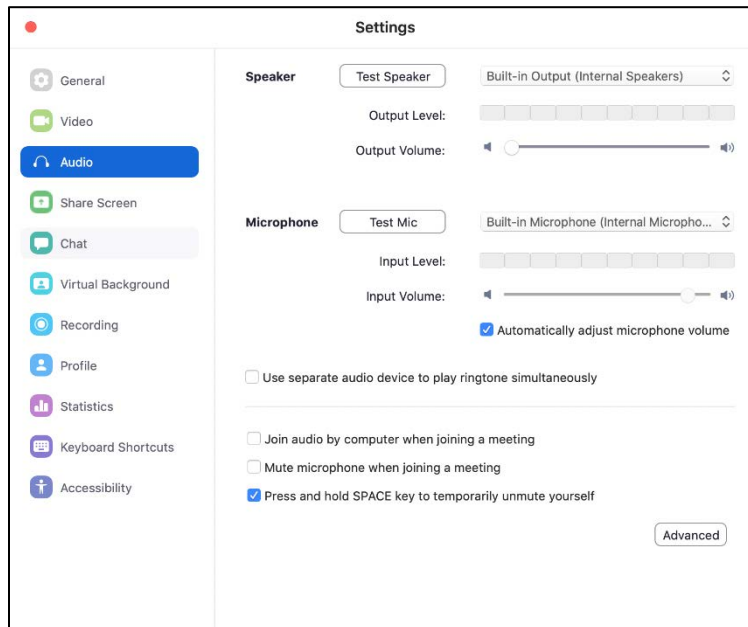 Settings
General
Video
Audio
Share Screen
Chat
Virtual Background
Recording
Profile
Statistics
Keyboard Shortcuts
Accessibility
Speaker
Test Speaker
Built-in Output (Internal Speakers)
Output Level:
Output Volume:
Microphone
Test Mic
Built-in Microphone (Internal Micropho...
Input Level:
Input Volume:
Automatically adjust microphone volume
Use separate audio device to play ringtone simultaneously
Join audio by computer when joining a meeting
Mute microphone when joining a meeting
Press and hold SPACE key to temporarily unmute yourself
Advanced